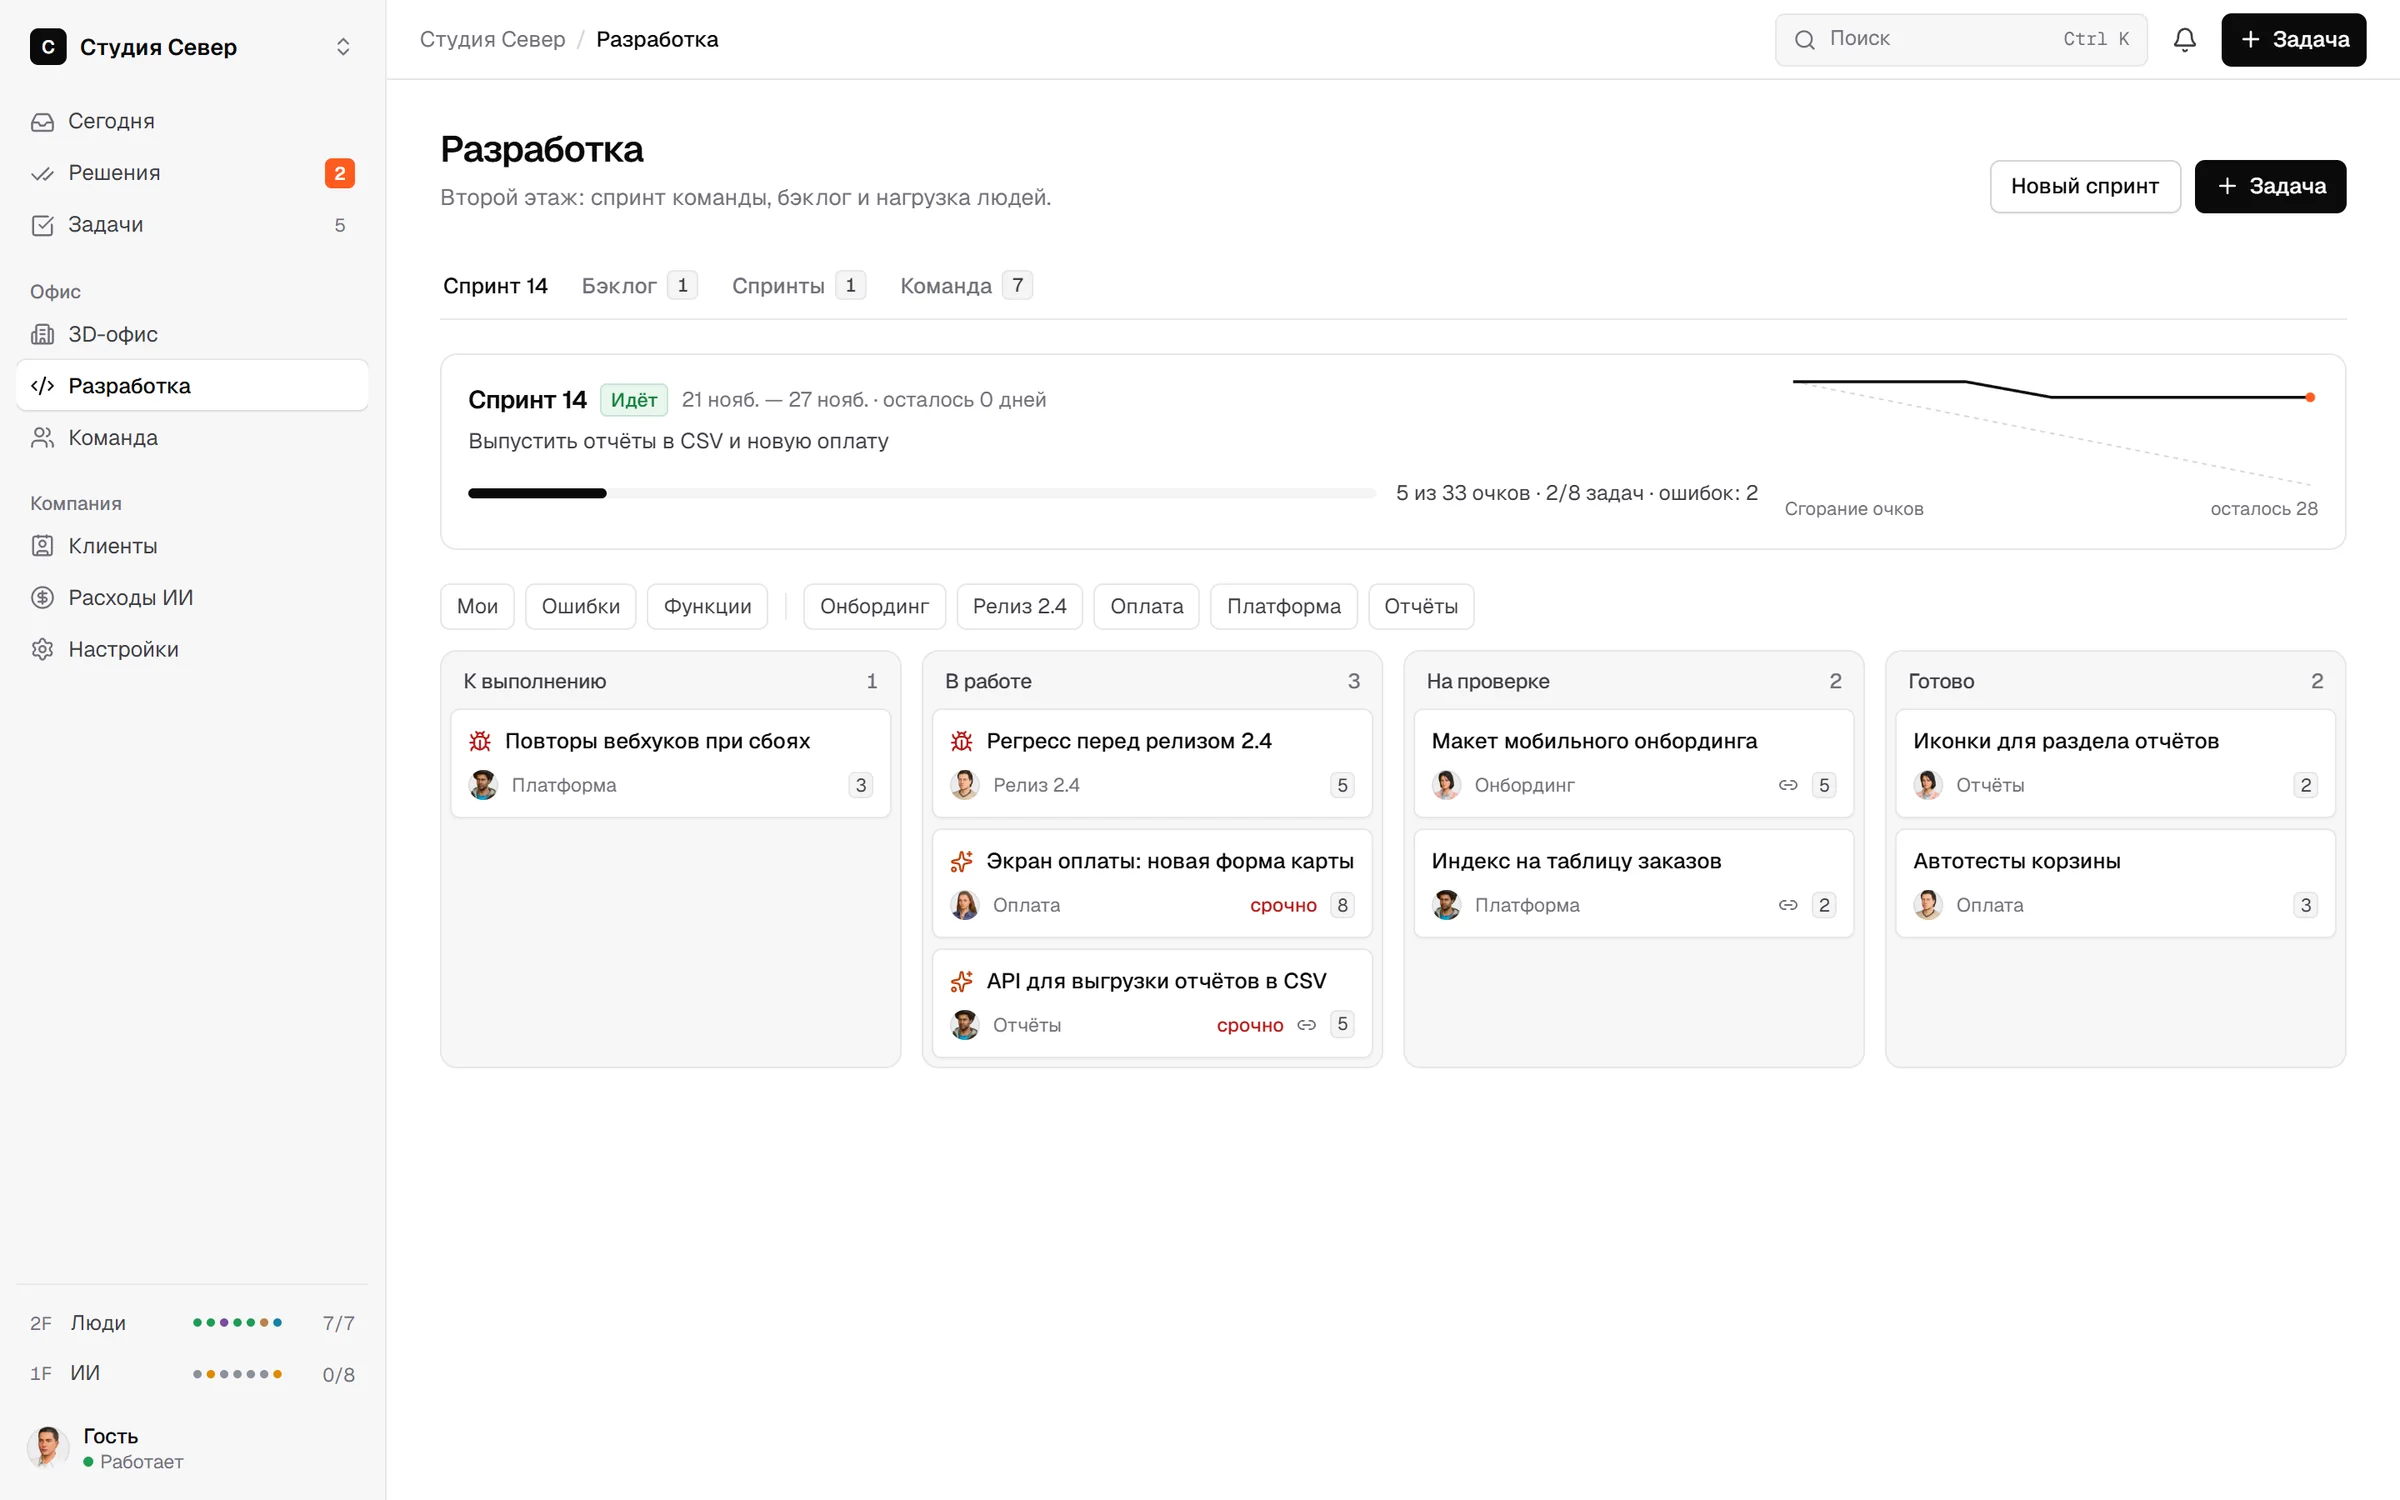 С Студия Север
Сегодня
Решения 2
Задачи 5
Офис
3D-офис
Разработка
Команда
Компания
Клиенты
Расходы ИИ
Настройки
2F Люди 7/7
1F ИИ 0/8
Гость
Работает
Студия Север / Разработка
Поиск Ctrl K
+ Задача
Разработка
Второй этаж: спринт команды, бэклог и нагрузка людей.
Новый спринт
+ Задача
Спринт 14 Бэклог 1 Спринты 1 Команда 7
Спринт 14 Идёт 21 нояб. — 27 нояб. · осталось 0 дней
Выпустить отчёты в CSV и новую оплату
5 из 33 очков · 2/8 задач · ошибок: 2
Сгорание очков осталось 28
Мои Ошибки Функции Онбординг Релиз 2.4 Оплата Платформа Отчёты
К выполнению 1
Повторы вебхуков при сбоях
Платформа 3
В работе 3
Регресс перед релизом 2.4
Релиз 2.4 5
Экран оплаты: новая форма карты
Оплата срочно 8
API для выгрузки отчётов в CSV
Отчёты срочно 5
На проверке 2
Макет мобильного онбординга
Онбординг 5
Индекс на таблицу заказов
Платформа 2
Готово 2
Иконки для раздела отчётов
Отчёты 2
Автотесты корзины
Оплата 3